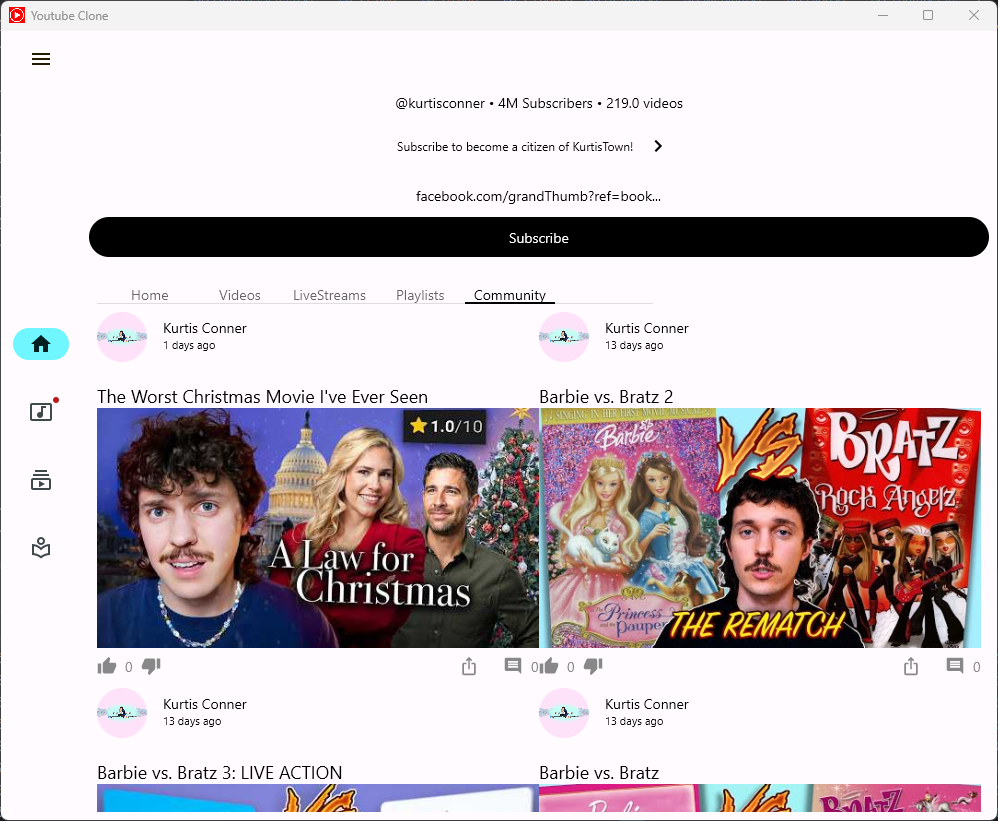 Youtube Clone
@kurtisconner • 4M Subscribers • 219.0 videos
Subscribe to become a citizen of KurtisTown!
facebook.com/grandThumb?ref=book...
Subscribe
Home Videos LiveStreams Playlists Community
Kurtis Conner
1 days ago
The Worst Christmas Movie I've Ever Seen
1.0/10
A Law for
Christmas
0
0
Kurtis Conner
13 days ago
Barbie vs. Bratz 2
SINGING IN HER FIRST MOVIE MUSICAL
Barbie
VS.
BRATZ
Rock Angelz
The Princess
and the Pauper
THE REMATCH
0
0
Kurtis Conner
13 days ago
Barbie vs. Bratz 3: LIVE ACTION
Kurtis Conner
13 days ago
Barbie vs. Bratz